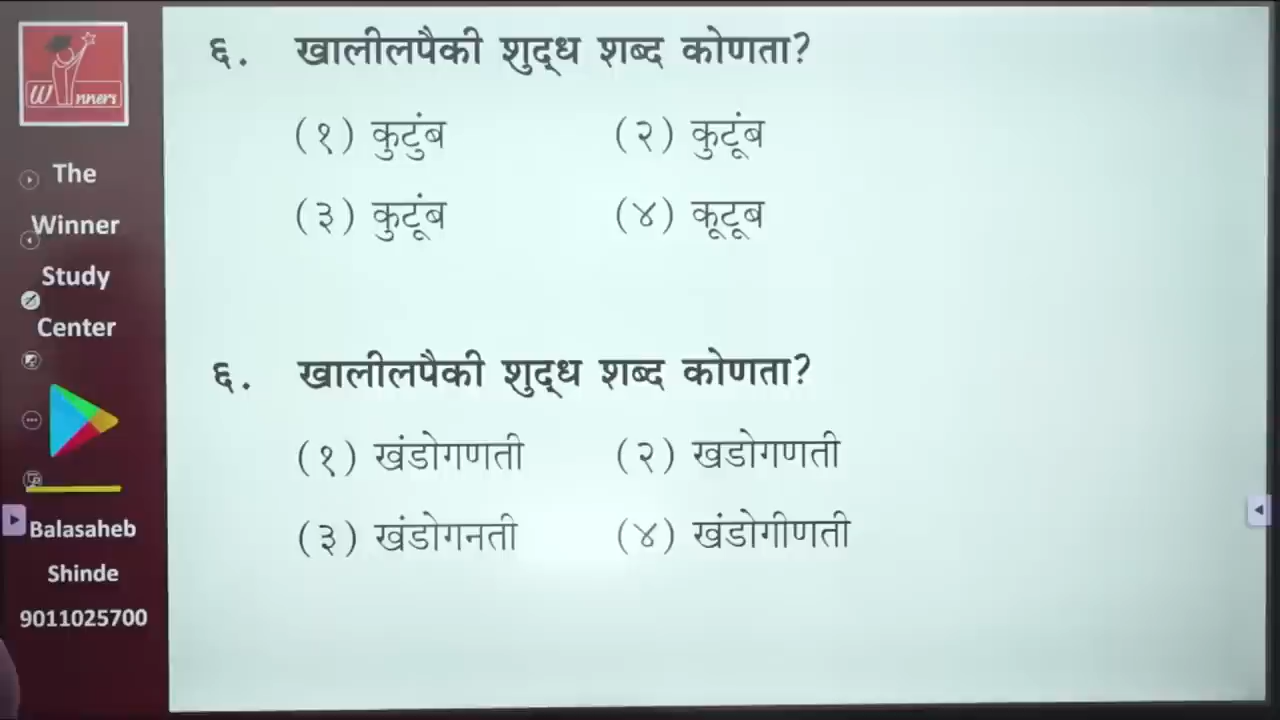 Winners
The
Winner
Study
Center
Balasaheb
Shinde
9011025700
६. खालीलपैकी शुद्ध शब्द कोणता?
(१) कुटुंब (२) कुटूंब
(३) कुटूंब (४) कूटूब
६. खालीलपैकी शुद्ध शब्द कोणता?
(१) खंडोगणती (२) खडोगणती
(३) खंडोगनती (४) खंडोगीणती